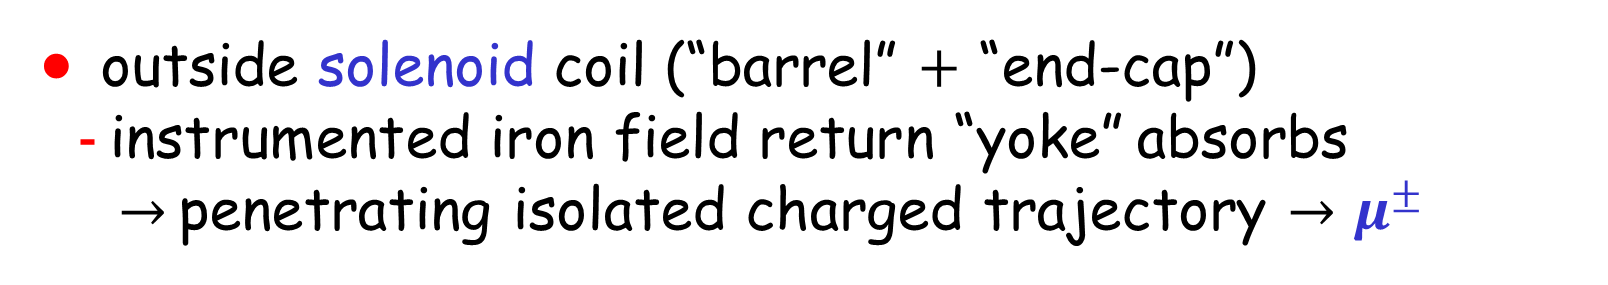 • outside solenoid coil (“barrel” + “end-cap”)
- instrumented iron field return “yoke” absorbs
→ penetrating isolated charged trajectory → μ±